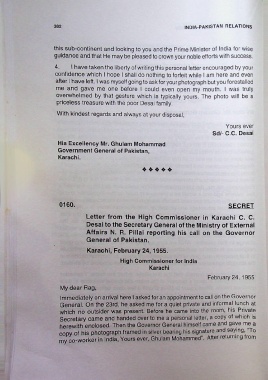 382 INDIA-PAKISTAN RELATIONS
this sub-continent and looking to you and the Prime Minister of India for wise
guidance and that He may be pleased to crown your noble efforts with success.
4. I have taken the liberty of writing this personal letter encouraged by your
confidence which I hope I shall do nothing to forfeit while I am here and even
after I have left. I was myself going to ask for your photograph but you forestalled
me and gave me one before I could even open my mouth. I was truly
overwhelmed by that gesture which is typically yours. The photo will be a
priceless treasure with the poor Desai family.
With kindest regards and always at your disposal,
Yours ever
Sd/- C.C. Desai
His Excellency Mr. Ghulam Mohammad
Government General of Pakistan,
Karachi.
0160. SECRET
Letter from the High Commissioner in Karachi C. C.
Desai to the Secretary General of the Ministry of External
Affairs N. R. Pillai reporting his call on the Governor
General of Pakistan.
Karachi, February 24, 1955.
High Commissioner for India
Karachi
February 24, 1955
My dear Rag,
Immediately on arrival here I asked for an appointment to call on the Governor
General. On the 23rd, he asked me for a quiet private and informal lunch at
which no outsider was present. Before he came into the room, his Private
Secretary came and handed over to me a personal letter, a copy of which is
herewith enclosed. Then the Governor General himself came and gave me a
copy of his photograph framed in silver bearing his signature and saying, "To
my co-worker in India, Yours ever, Ghulam Mohammed". After returning from